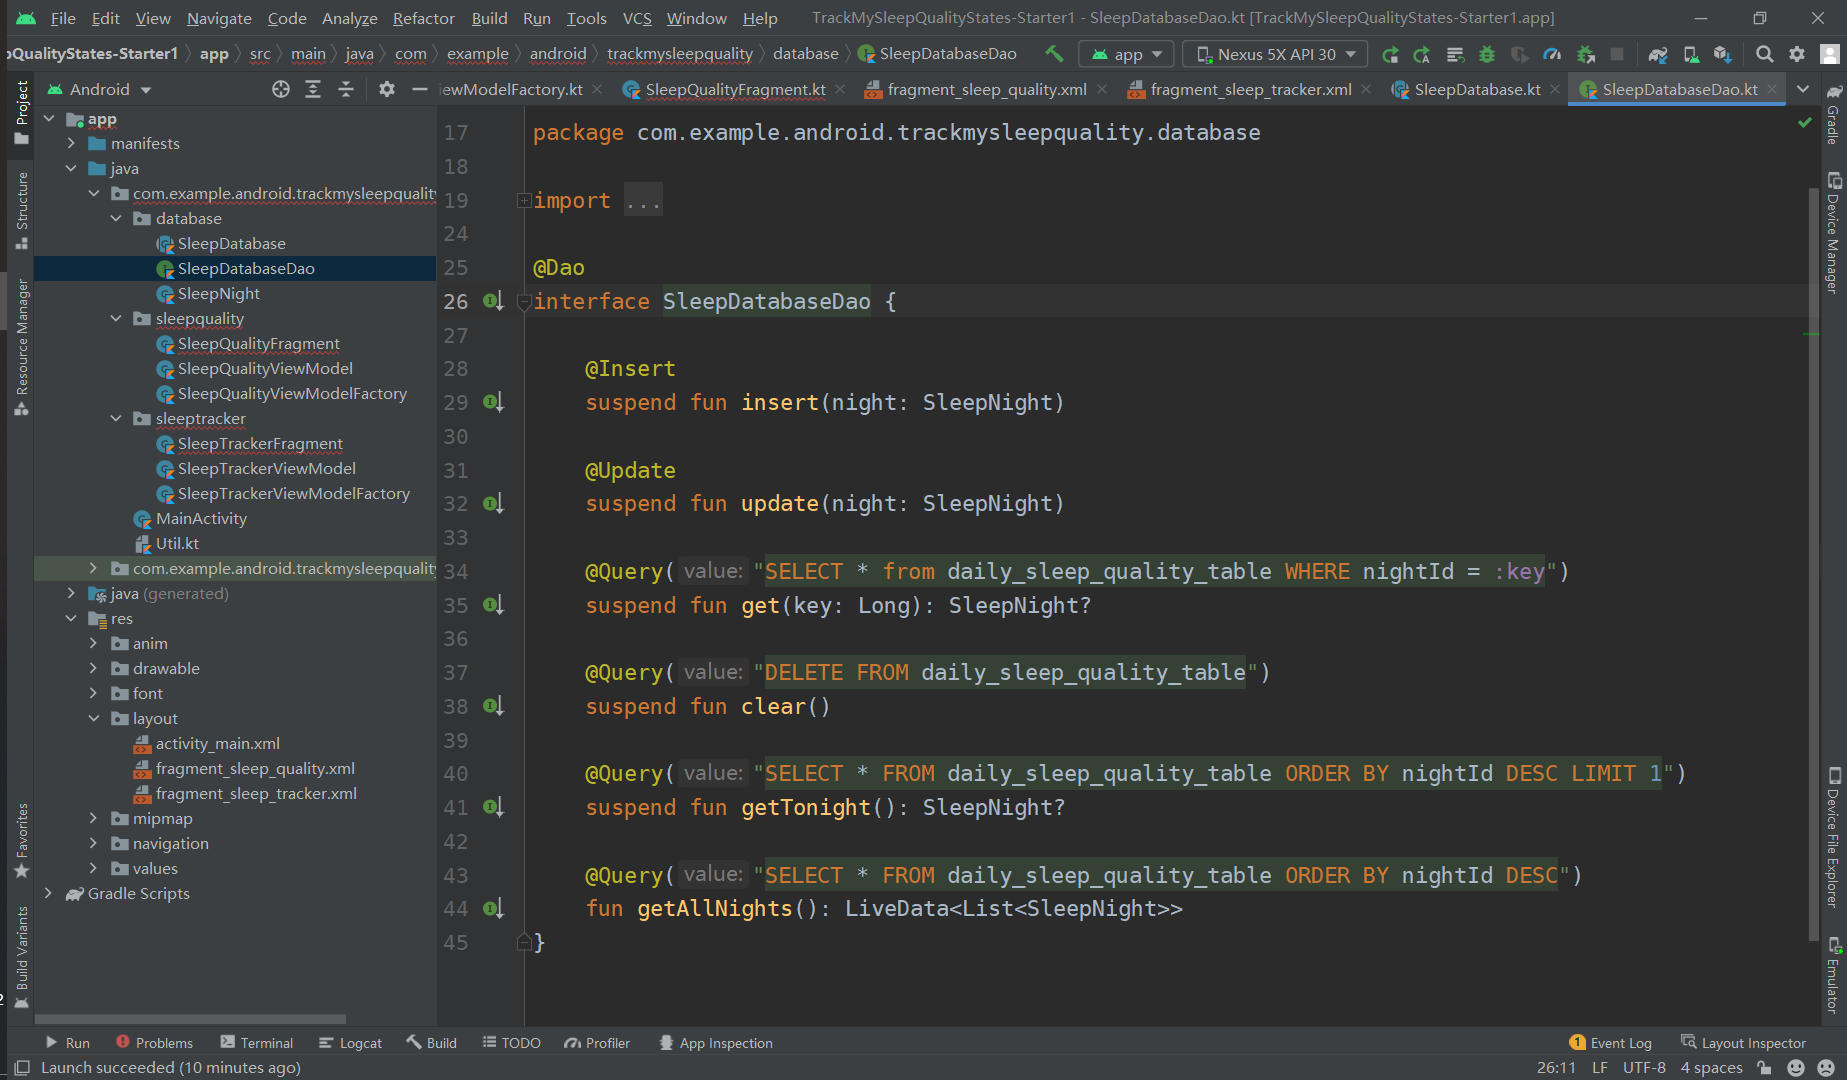 File Edit View Navigate Code Analyze Refactor Build Run Tools VCS Window Help TrackMySleepQualityStates-Starter1 - SleepDatabaseDao.kt [TrackMySleepQualityStates-Starter1.app]
pQualityStates-Starter1 app src main java com example android trackmysleepquality database SleepDatabaseDao app Nexus 5X API 30
Android iewModelFactory.kt SleepQualityFragment.kt fragment_sleep_quality.xml fragment_sleep_tracker.xml SleepDatabase.kt SleepDatabaseDao.kt
Project
Structure
Resource Manager
Favorites
Build Variants
2
app
manifests
java
com.example.android.trackmysleepquality
database
SleepDatabase
SleepDatabaseDao
SleepNight
sleepquality
SleepQualityFragment
SleepQualityViewModel
SleepQualityViewModelFactory
sleeptracker
SleepTrackerFragment
SleepTrackerViewModel
SleepTrackerViewModelFactory
MainActivity
Util.kt
com.example.android.trackmysleepquality
java (generated)
res
anim
drawable
font
layout
activity_main.xml
fragment_sleep_quality.xml
fragment_sleep_tracker.xml
mipmap
navigation
values
Gradle Scripts
17 package com.example.android.trackmysleepquality.database
18
19 import ...
24
25 @Dao
26 interface SleepDatabaseDao {
27
28 @Insert
29 suspend fun insert(night: SleepNight)
30
31 @Update
32 suspend fun update(night: SleepNight)
33
34 @Query( value: "SELECT * from daily_sleep_quality_table WHERE nightId = :key")
35 suspend fun get(key: Long): SleepNight?
36
37 @Query( value: "DELETE FROM daily_sleep_quality_table")
38 suspend fun clear()
39
40 @Query( value: "SELECT * FROM daily_sleep_quality_table ORDER BY nightId DESC LIMIT 1")
41 suspend fun getTonight(): SleepNight?
42
43 @Query( value: "SELECT * FROM daily_sleep_quality_table ORDER BY nightId DESC")
44 fun getAllNights(): LiveData<List<SleepNight>>
45 }
Gradle
Device Manager
Device File Explorer
Emulator
Run Problems Terminal Logcat Build TODO Profiler App Inspection 1 Event Log Layout Inspector
Launch succeeded (10 minutes ago) 26:11 LF UTF-8 4 spaces